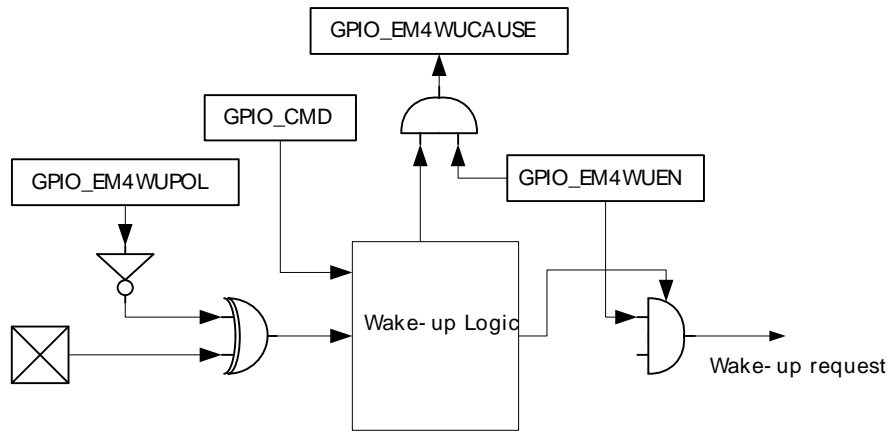 GPIO_EM4WUCAUSE
GPIO_CMD
GPIO_EM4WUPOL
GPIO_EM4WUEN
Wake-up Logic
Wake-up request